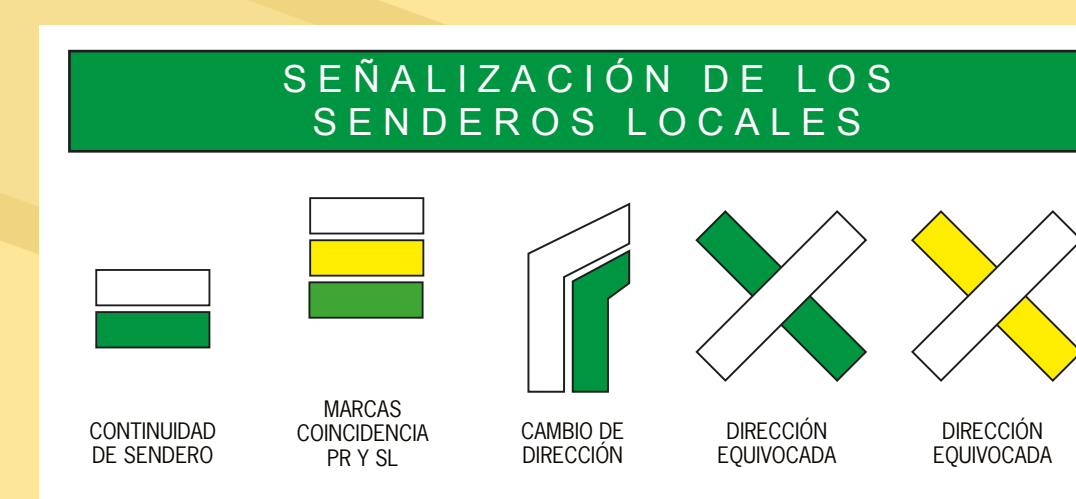 SEÑALIZACIÓN DE LOS
SENDEROS LOCALES
CONTINUIDAD
DE SENDERO
MARCAS
COINCIDENCIA
PR Y SL
CAMBIO DE
DIRECCIÓN
DIRECCIÓN
EQUIVOCADA
DIRECCIÓN
EQUIVOCADA